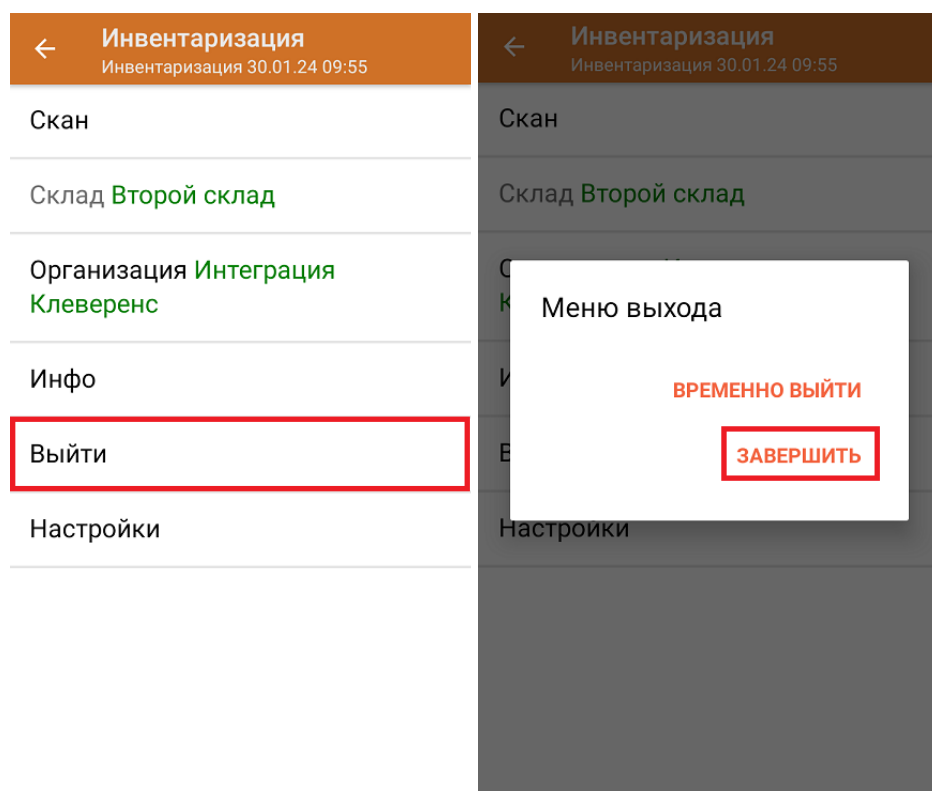 Инвентаризация
Инвентаризация 30.01.24 09:55
Скан
Склад Второй склад
Организация Интеграция
Клеверенс
Инфо
Выйти
Настройки
Инвентаризация
Инвентаризация 30.01.24 09:55
Скан
Склад Второй склад
Меню выхода
ВРЕМЕННО ВЫЙТИ
ЗАВЕРШИТЬ
Настройки